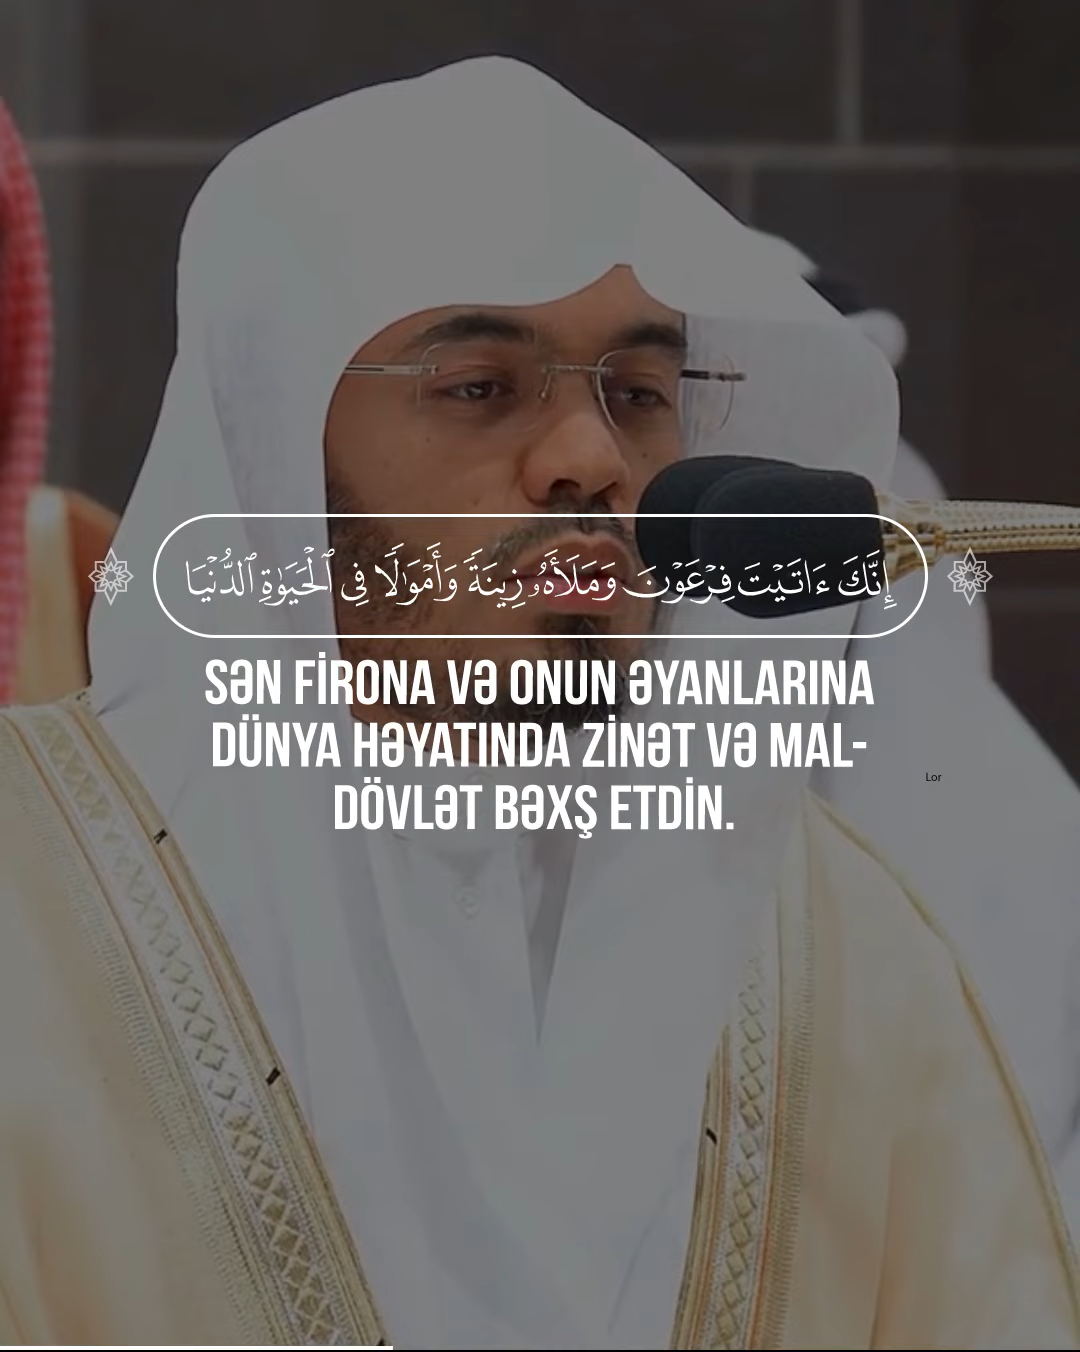 إِنَّكَ ءَاتَيْتَ فِرْعَوْنَ وَمَلَأَهُۥ زِينَةً وَأَمْوَٰلًا فِى ٱلْحَيَوٰةِ ٱلدُّنْيَا
SƏN FİRONA VƏ ONUN ƏYANLARINA
DÜNYA HƏYATINDA ZİNƏT VƏ MAL-
DÖVLƏT BƏXŞ ETDİN.
Lor